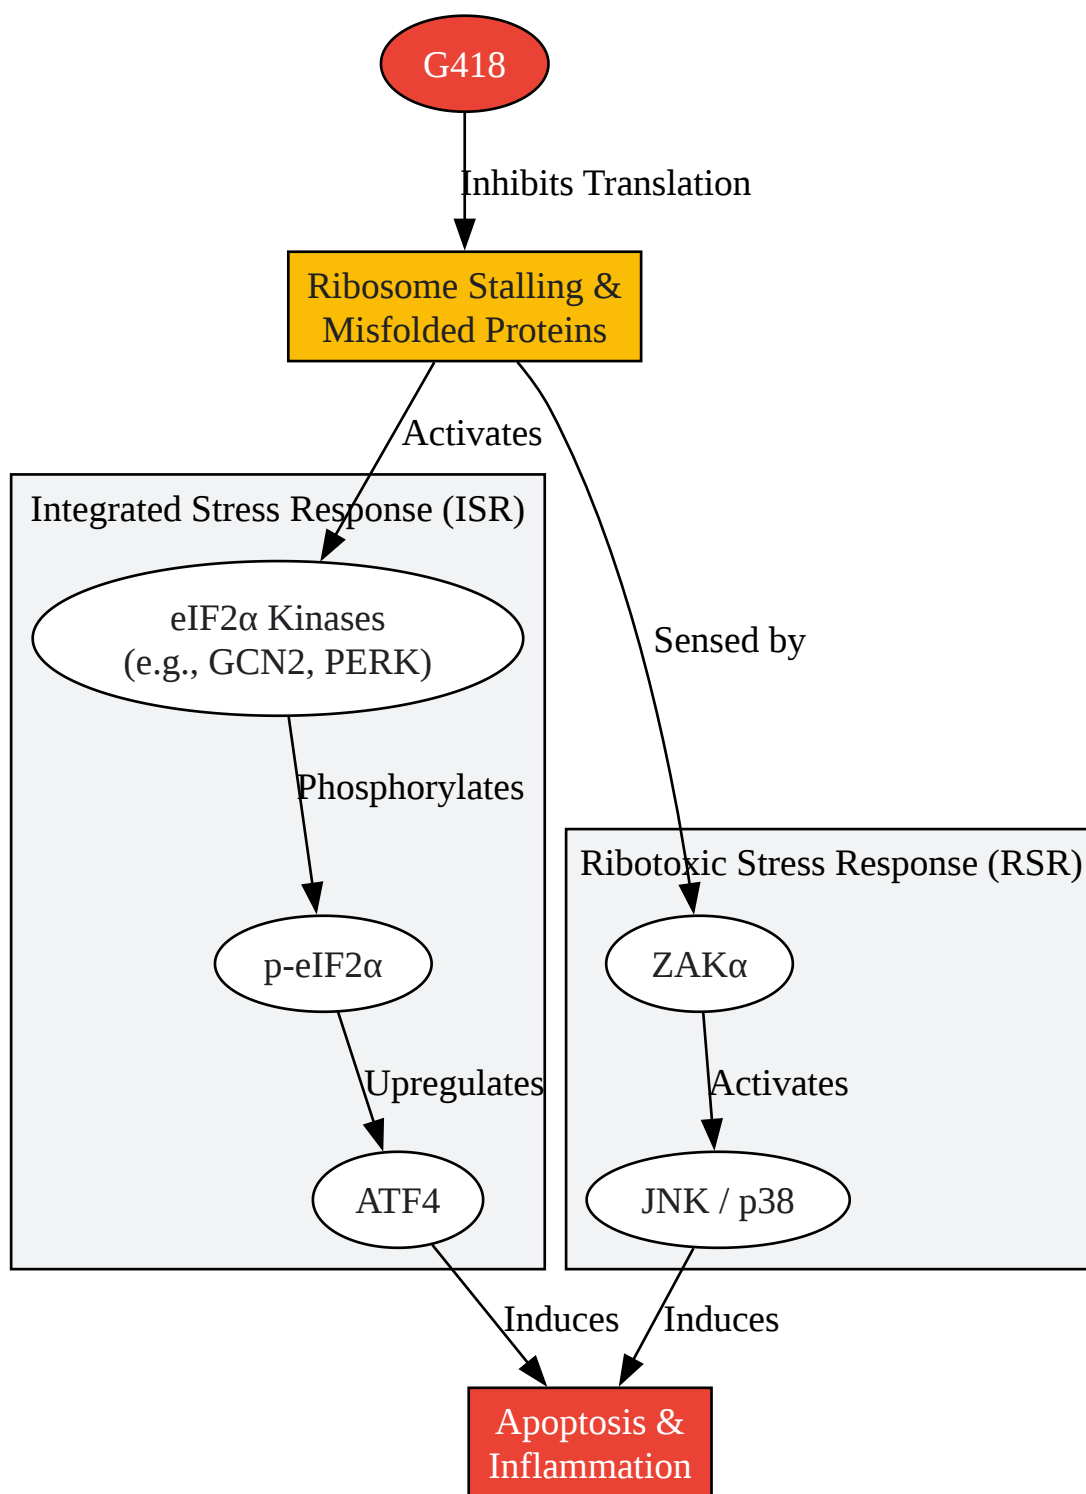 G418
Inhibits Translation
Ribosome Stalling &
Misfolded Proteins
Activates
Integrated Stress Response (ISR)
eIF2α Kinases
(e.g., GCN2, PERK)
Sensed by
Phosphorylates
Ribotoxic Stress Response (RSR)
p-eIF2α
ZAKα
Upregulates
Activates
ATF4
JNK / p38
Induces
Induces
Apoptosis &
Inflammation